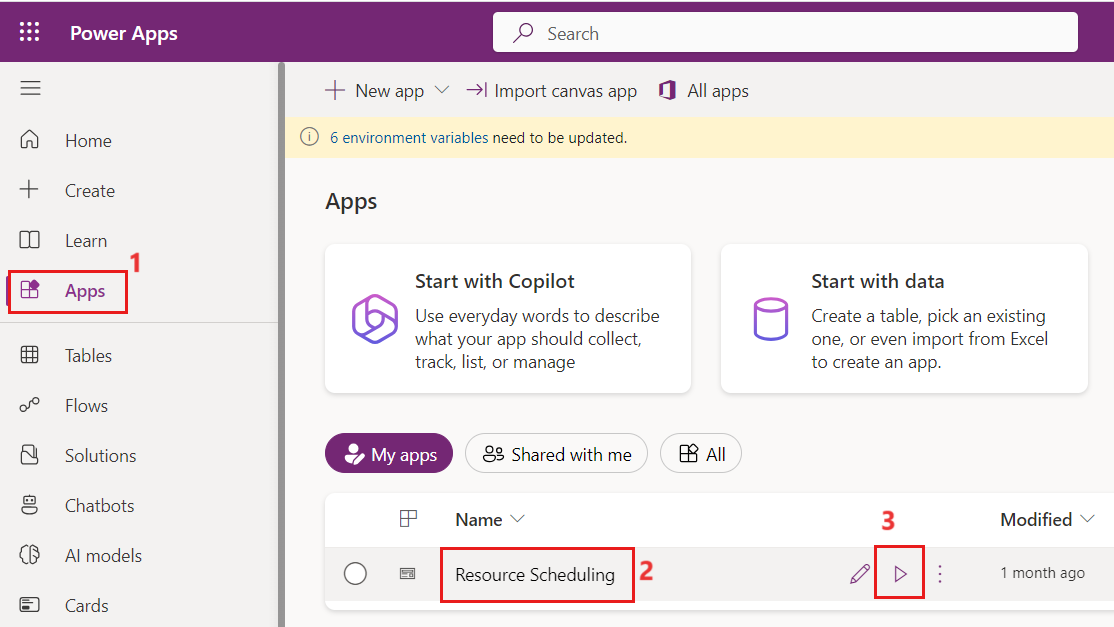 Power Apps
Search
Home
Create
Learn
1
Apps
Tables
Flows
Solutions
Chatbots
AI models
Cards
New app
Import canvas app
All apps
6 environment variables need to be updated.
Apps
Start with Copilot
Use everyday words to describe
what your app should collect,
track, list, or manage
Start with data
Create a table, pick an existing
one, or even import from Excel
to create an app.
My apps
Shared with me
All
Name
3
Modified
Resource Scheduling
2
1 month ago